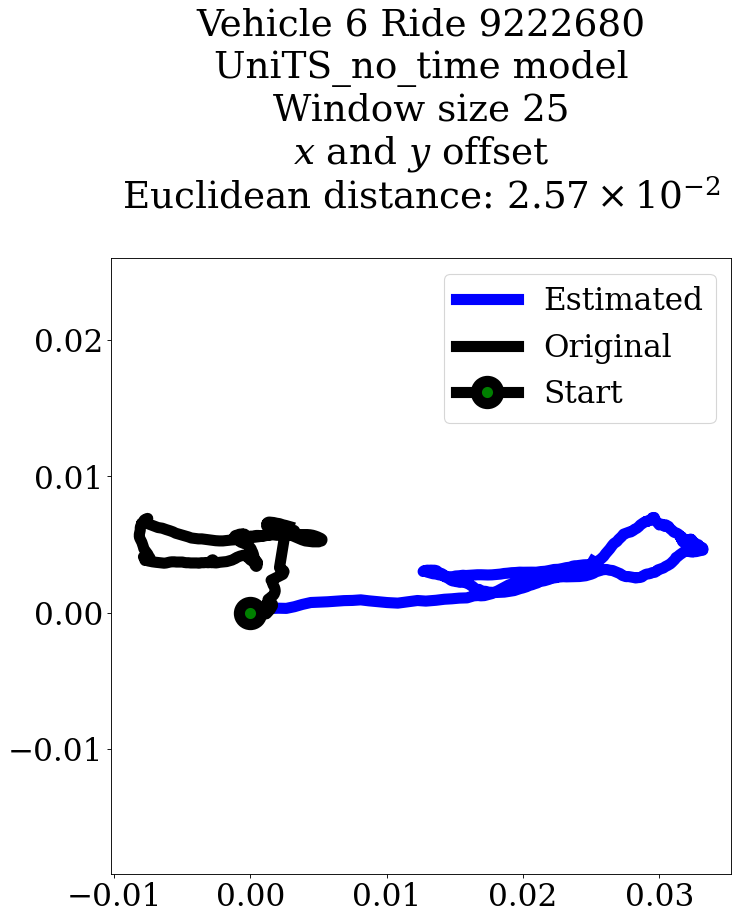 Vehicle 6 Ride 9222680
UniTS_no_time model
Window size 25
x and y offset
Euclidean distance: 2.57 × 10⁻²
Estimated
Original
Start
0.02
0.01
0.00
−0.01
−0.01 0.00 0.01 0.02 0.03